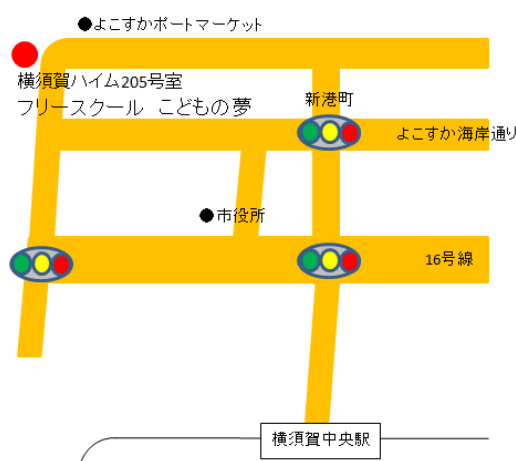 ●よこすかポートマーケット
横須賀ハイム205号室
フリースクール　こどもの夢
新港町
よこすか海岸通り
●市役所
16号線
横須賀中央駅